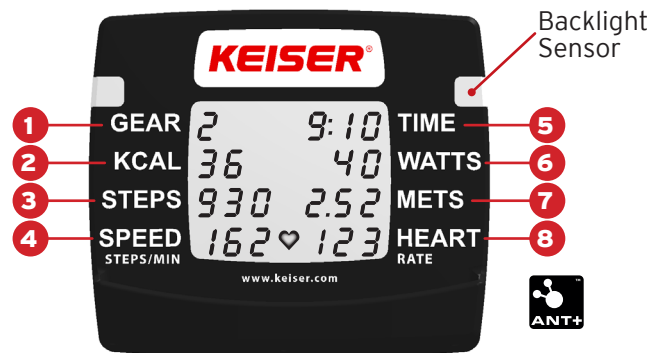 Backlight
Sensor
KEISER®
1 GEAR 2 9:10 TIME 5
2 KCAL 36 40 WATTS 6
3 STEPS 930 2.52 METS 7
4 SPEED 162 123 HEART 8
STEPS/MIN RATE
www.keiser.com
ANT+™